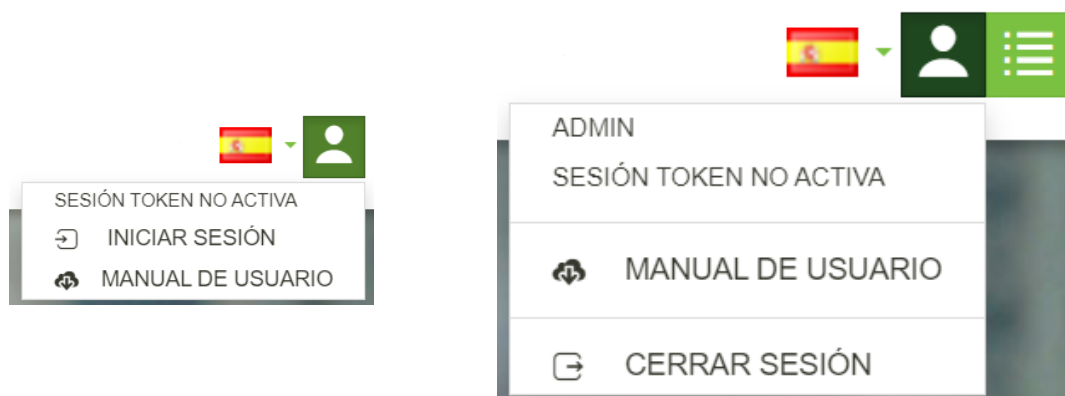 SESIÓN TOKEN NO ACTIVA
INICIAR SESIÓN
MANUAL DE USUARIO
ADMIN
SESIÓN TOKEN NO ACTIVA
MANUAL DE USUARIO
CERRAR SESIÓN